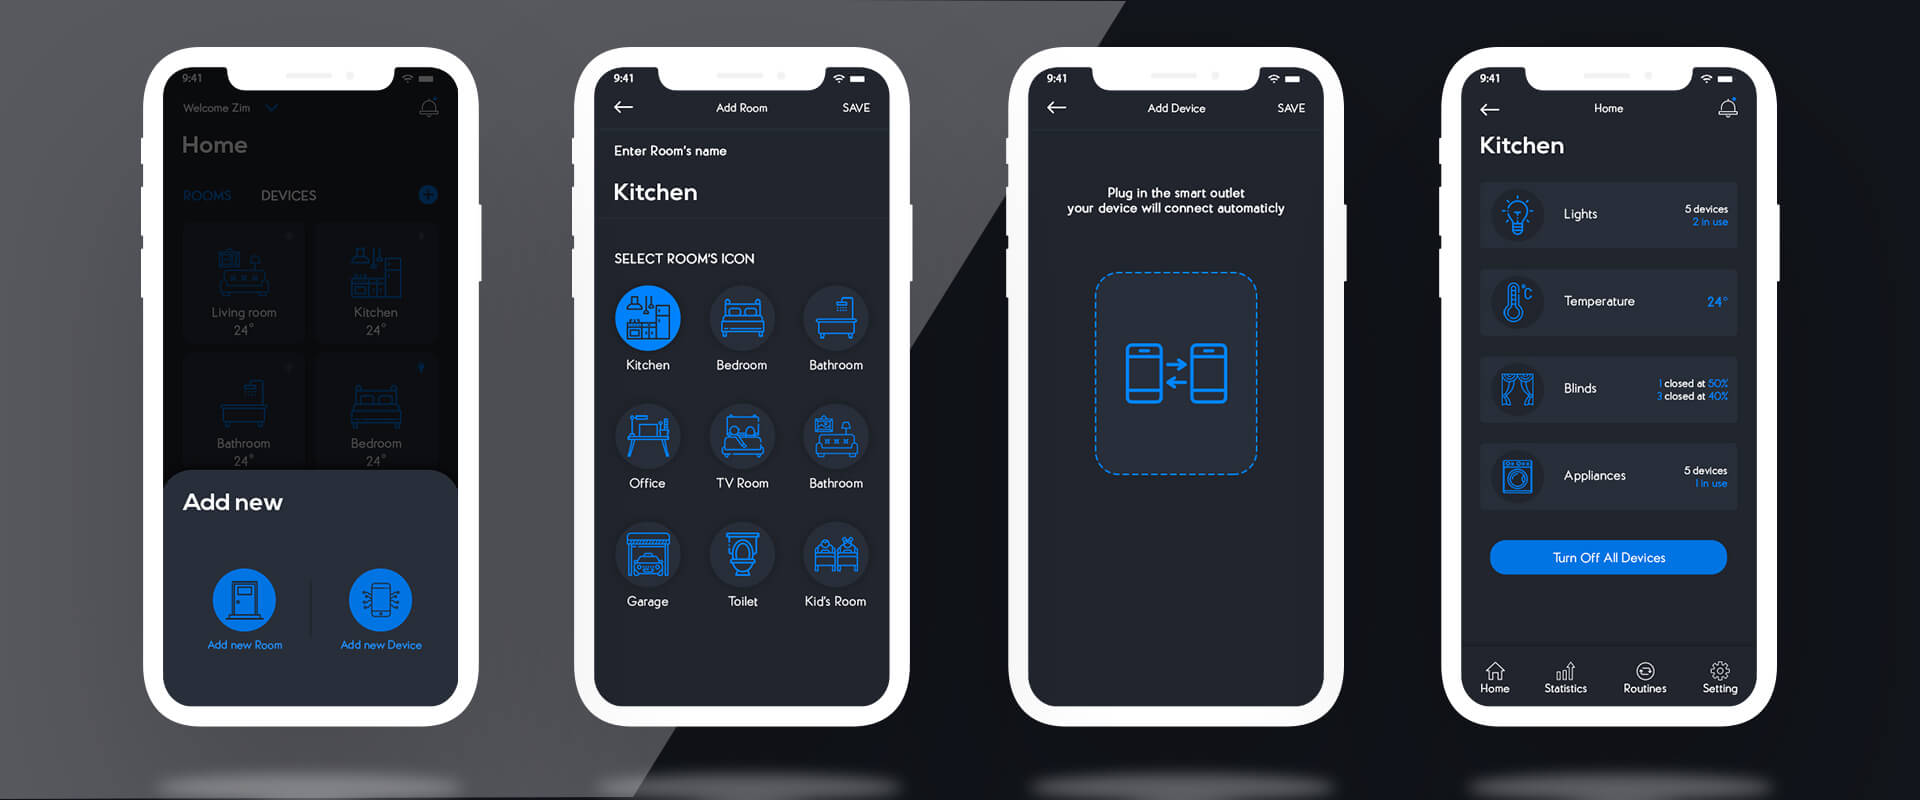 9:41
Welcome Zim
Home
ROOMS DEVICES
Living room
24°
Kitchen
24°
Bathroom
24°
Bedroom
24°
Add new
Add new Room
Add new Device
9:41
Add Room
SAVE
Enter Room's name
Kitchen
SELECT ROOM'S ICON
Kitchen
Bedroom
Bathroom
Office
TV Room
Bathroom
Garage
Toilet
Kid's Room
9:41
Add Device
SAVE
Plug in the smart outlet
your device will connect automaticly
9:41
Home
Kitchen
Lights
5 devices
2 in use
°C
Temperature
24°
Blinds
1 closed at 50%
3 closed at 40%
Appliances
5 devices
1 in use
Turn Off All Devices
Home
Statistics
Routines
Setting